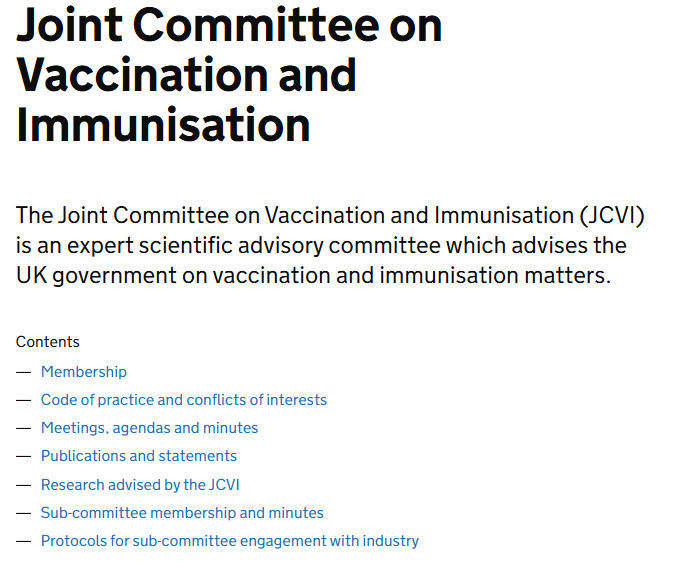 Joint Committee on
Vaccination and
Immunisation
The Joint Committee on Vaccination and Immunisation (JCVI)
is an expert scientific advisory committee which advises the
UK government on vaccination and immunisation matters.
Contents
— Membership
— Code of practice and conflicts of interests
— Meetings, agendas and minutes
— Publications and statements
— Research advised by the JCVI
— Sub-committee membership and minutes
— Protocols for sub-committee engagement with industry